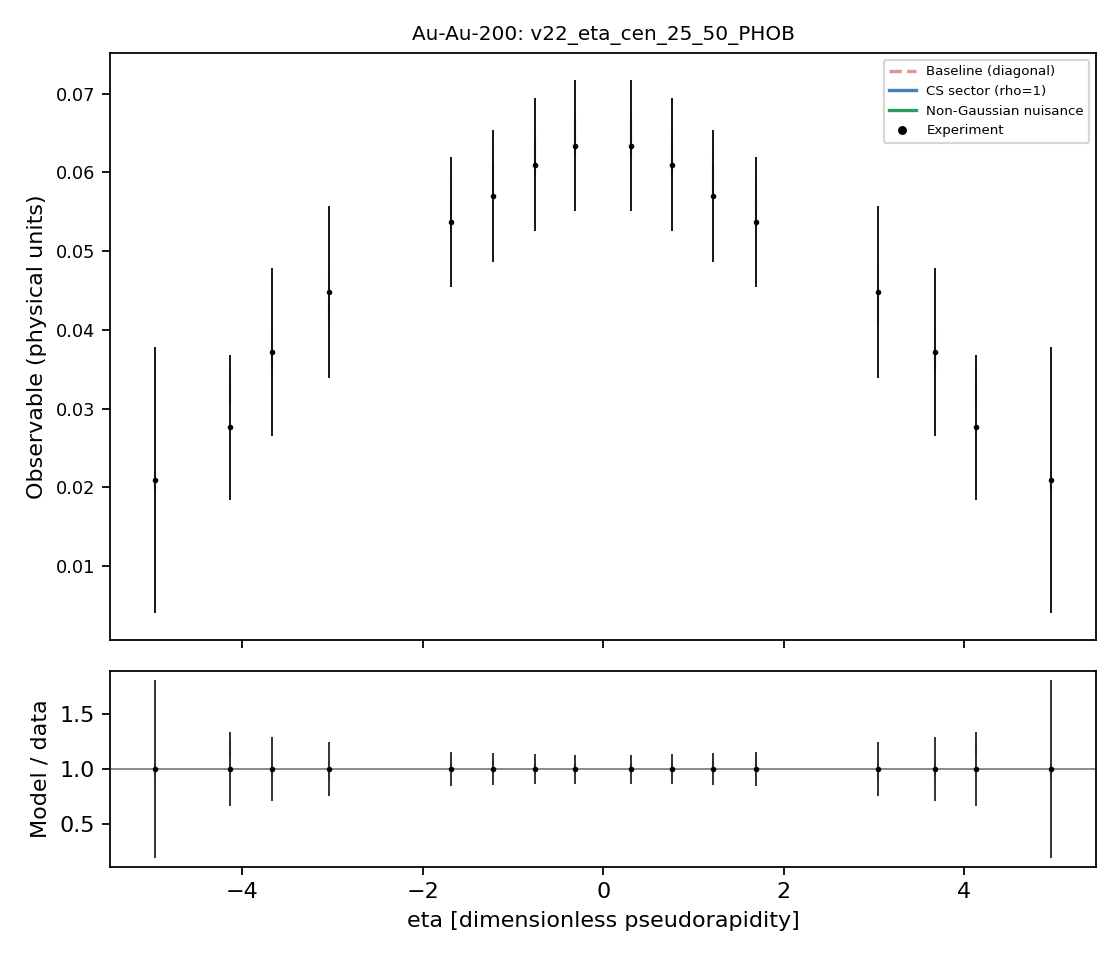 Au-Au-200: v22_eta_cen_25_50_PHOB
Baseline (diagonal)
CS sector (rho=1)
Non-Gaussian nuisance
Experiment
Observable (physical units)
0.07
0.06
0.05
0.04
0.03
0.02
0.01
Model / data
1.5
1.0
0.5
−4
−2
0
2
4
eta [dimensionless pseudorapidity]